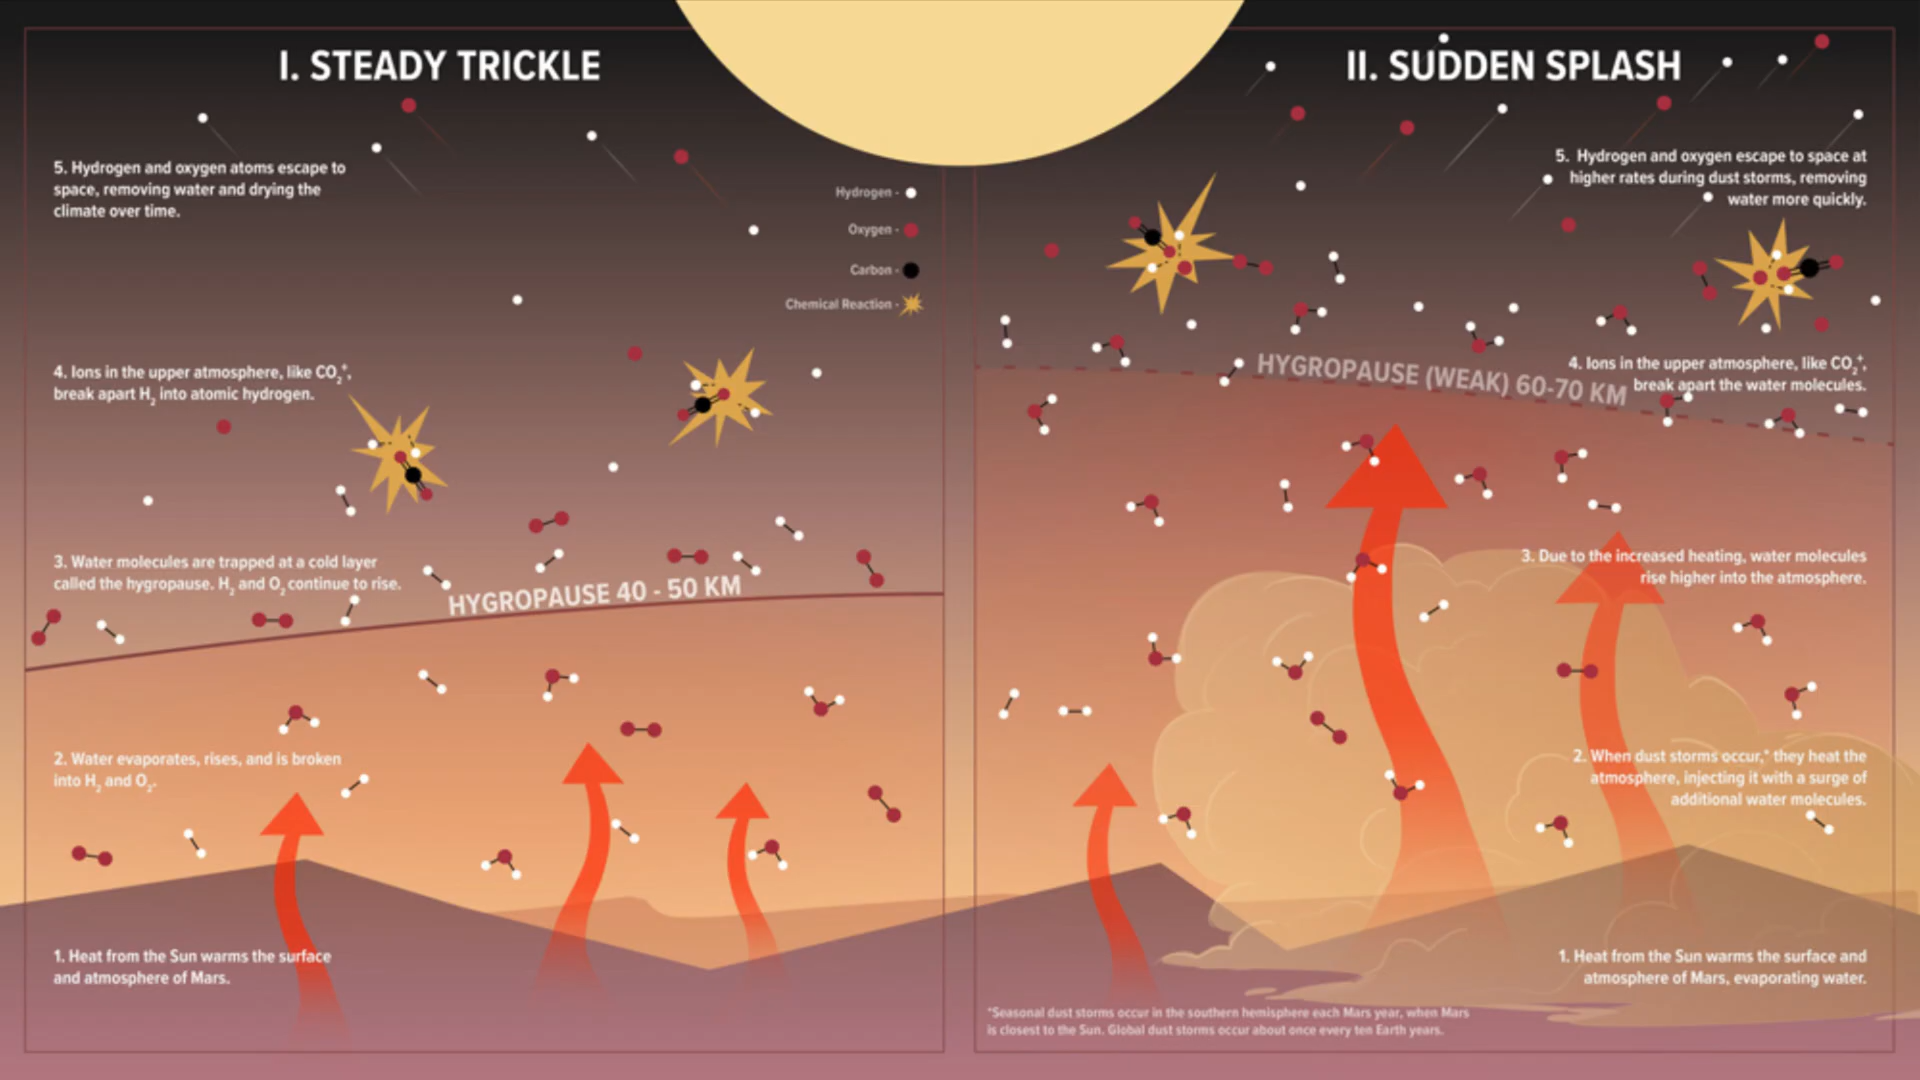 I. STEADY TRICKLE
5. Hydrogen and oxygen atoms escape to
space, removing water and drying the
climate over time.
Hydrogen -
Oxygen -
Carbon -
Chemical Reaction -
4. Ions in the upper atmosphere, like CO₂⁺,
break apart H₂ into atomic hydrogen.
3. Water molecules are trapped at a cold layer
called the hygropause. H₂ and O₂ continue to rise.
HYGROPAUSE 40 - 50 KM
2. Water evaporates, rises, and is broken
into H₂ and O₂.
1. Heat from the Sun warms the surface
and atmosphere of Mars.
II. SUDDEN SPLASH
5. Hydrogen and oxygen escape to space at
higher rates during dust storms, removing
water more quickly.
HYGROPAUSE (WEAK) 60-70 KM
4. Ions in the upper atmosphere, like CO₂⁺,
break apart the water molecules.
3. Due to the increased heating, water molecules
rise higher into the atmosphere.
2. When dust storms occur,* they heat the
atmosphere, injecting it with a surge of
additional water molecules.
1. Heat from the Sun warms the surface and
atmosphere of Mars, evaporating water.
*Seasonal dust storms occur in the southern hemisphere each Mars year, when Mars
is closest to the Sun. Global dust storms occur about once every ten Earth years.